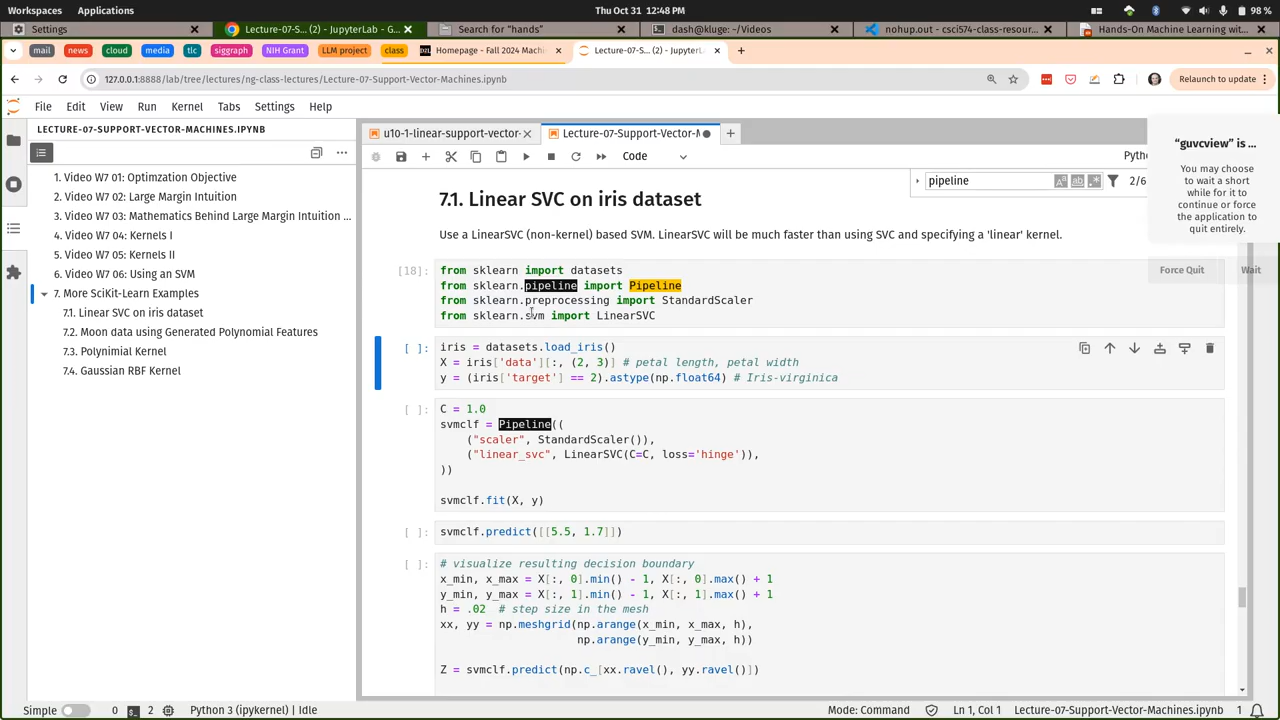 Workspaces Applications Thu Oct 31 12:48 PM 98 %
Settings Lecture-07-S... (2) - JupyterLab - G... Search for "hands" dash@kluge: ~/Videos nohup.out - csci574-class-resour... Hands-On Machine Learning wit...
mail news cloud media tlc siggraph NIH Grant LLM project class Homepage - Fall 2024 Machin Lecture-07-S... (2) - JupyterL
127.0.0.1:8888/lab/tree/lectures/ng-class-lectures/Lecture-07-Support-Vector-Machines.ipynb Relaunch to update
File Edit View Run Kernel Tabs Settings Help
LECTURE-07-SUPPORT-VECTOR-MACHINES.IPYNB
1. Video W7 01: Optimzation Objective
2. Video W7 02: Large Margin Intuition
3. Video W7 03: Mathematics Behind Large Margin Intuition ...
4. Video W7 04: Kernels I
5. Video W7 05: Kernels II
6. Video W7 06: Using an SVM
7. More SciKit-Learn Examples
7.1. Linear SVC on iris dataset
7.2. Moon data using Generated Polynomial Features
7.3. Polynimial Kernel
7.4. Gaussian RBF Kernel
u10-1-linear-support-vector- Lecture-07-Support-Vector-M
Code Pyth
pipeline 2/6
"guvcview" is ...
You may choose
to wait a short
while for it to
continue or force
the application to
quit entirely.
Force Quit Wait
7.1. Linear SVC on iris dataset
Use a LinearSVC (non-kernel) based SVM. LinearSVC will be much faster than using SVC and specifying a 'linear' kernel.
[18]: from sklearn import datasets
from sklearn.pipeline import Pipeline
from sklearn.preprocessing import StandardScaler
from sklearn.svm import LinearSVC
[ ]: iris = datasets.load_iris()
X = iris['data'][:, (2, 3)] # petal length, petal width
y = (iris['target'] == 2).astype(np.float64) # Iris-virginica
[ ]: C = 1.0
svmclf = Pipeline((
("scaler", StandardScaler()),
("linear_svc", LinearSVC(C=C, loss='hinge')),
))
svmclf.fit(X, y)
[ ]: svmclf.predict([[5.5, 1.7]])
[ ]: # visualize resulting decision boundary
x_min, x_max = X[:, 0].min() - 1, X[:, 0].max() + 1
y_min, y_max = X[:, 1].min() - 1, X[:, 1].max() + 1
h = .02 # step size in the mesh
xx, yy = np.meshgrid(np.arange(x_min, x_max, h),
np.arange(y_min, y_max, h))
Z = svmclf.predict(np.c_[xx.ravel(), yy.ravel()])
Simple 0 2 Python 3 (ipykernel) | Idle Mode: Command Ln 1, Col 1 Lecture-07-Support-Vector-Machines.ipynb 1